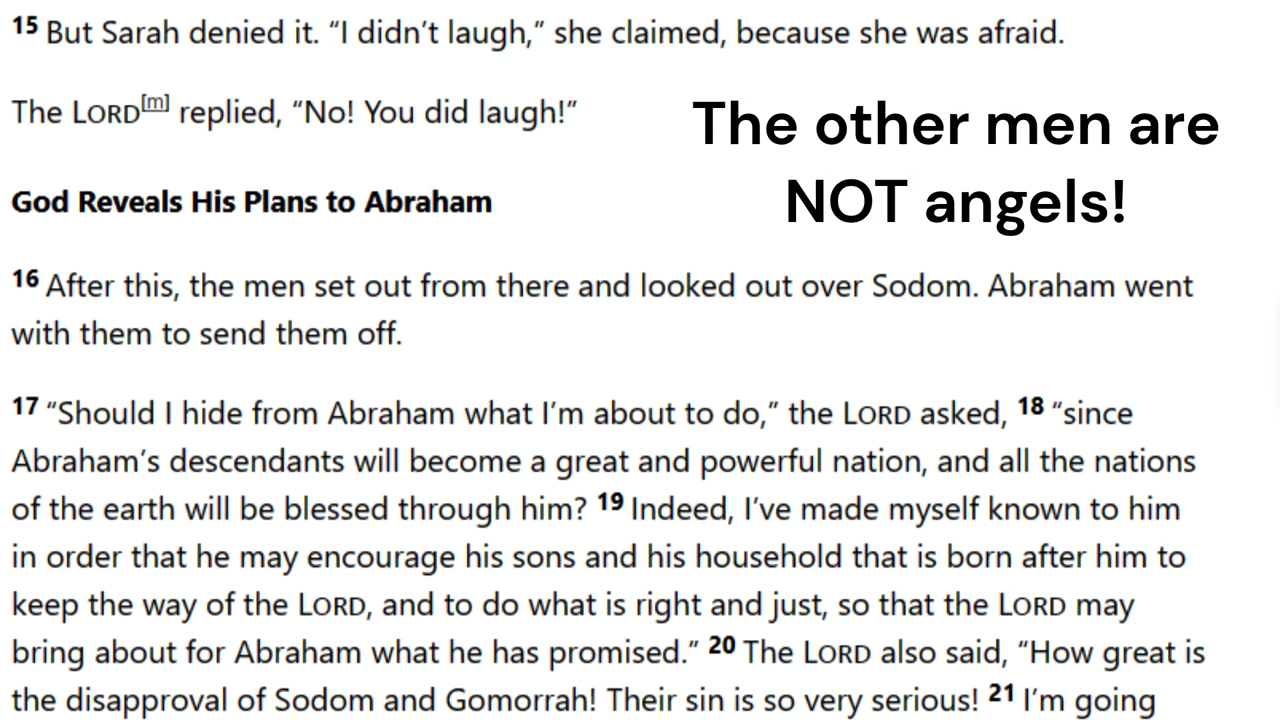 15 But Sarah denied it. “I didn’t laugh,” she claimed, because she was afraid.
The LORD[m] replied, “No! You did laugh!”
The other men are
NOT angels!
God Reveals His Plans to Abraham
16 After this, the men set out from there and looked out over Sodom. Abraham went
with them to send them off.
17 “Should I hide from Abraham what I’m about to do,” the LORD asked, 18 “since
Abraham’s descendants will become a great and powerful nation, and all the nations
of the earth will be blessed through him? 19 Indeed, I’ve made myself known to him
in order that he may encourage his sons and his household that is born after him to
keep the way of the LORD, and to do what is right and just, so that the LORD may
bring about for Abraham what he has promised.” 20 The LORD also said, “How great is
the disapproval of Sodom and Gomorrah! Their sin is so very serious! 21 I’m going